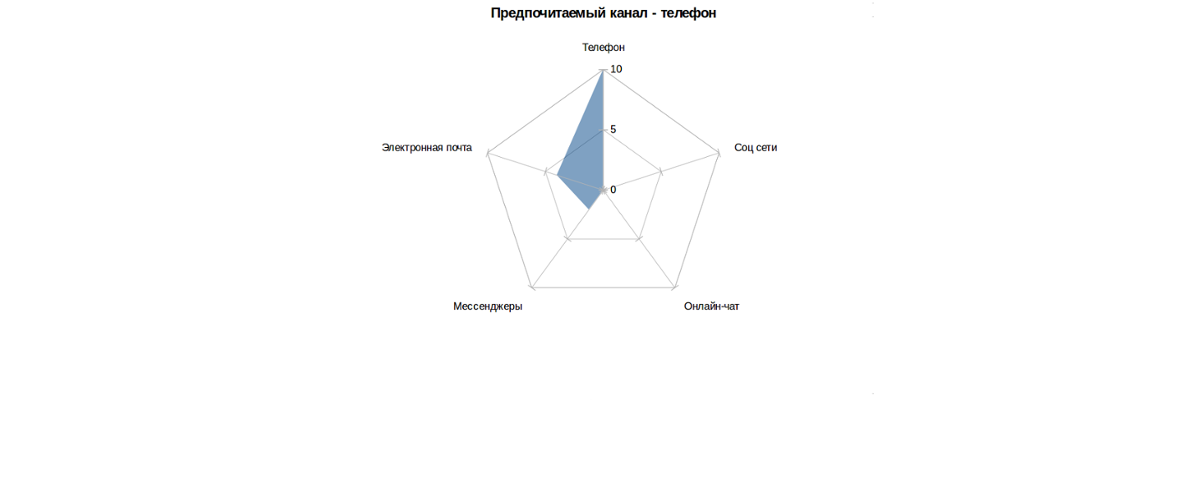 Предпочитаемый канал - телефон
Телефон
10
5
0
Электронная почта
Соц сети
Мессенджеры
Онлайн-чат